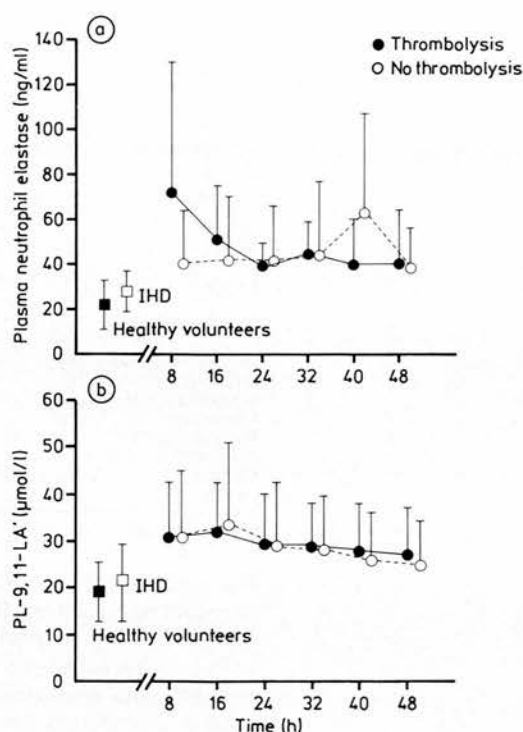 a
● Thrombolysis
○ No thrombolysis
Plasma neutrophil elastase (ng/ml)
140
120
100
80
60
40
20
0
IHD
Healthy volunteers
8 16 24 32 40 48
b
PL-9,11-LA' (µmol/l)
60
50
40
30
20
10
0
IHD
Healthy volunteers
8 16 24 32 40 48
Time (h)